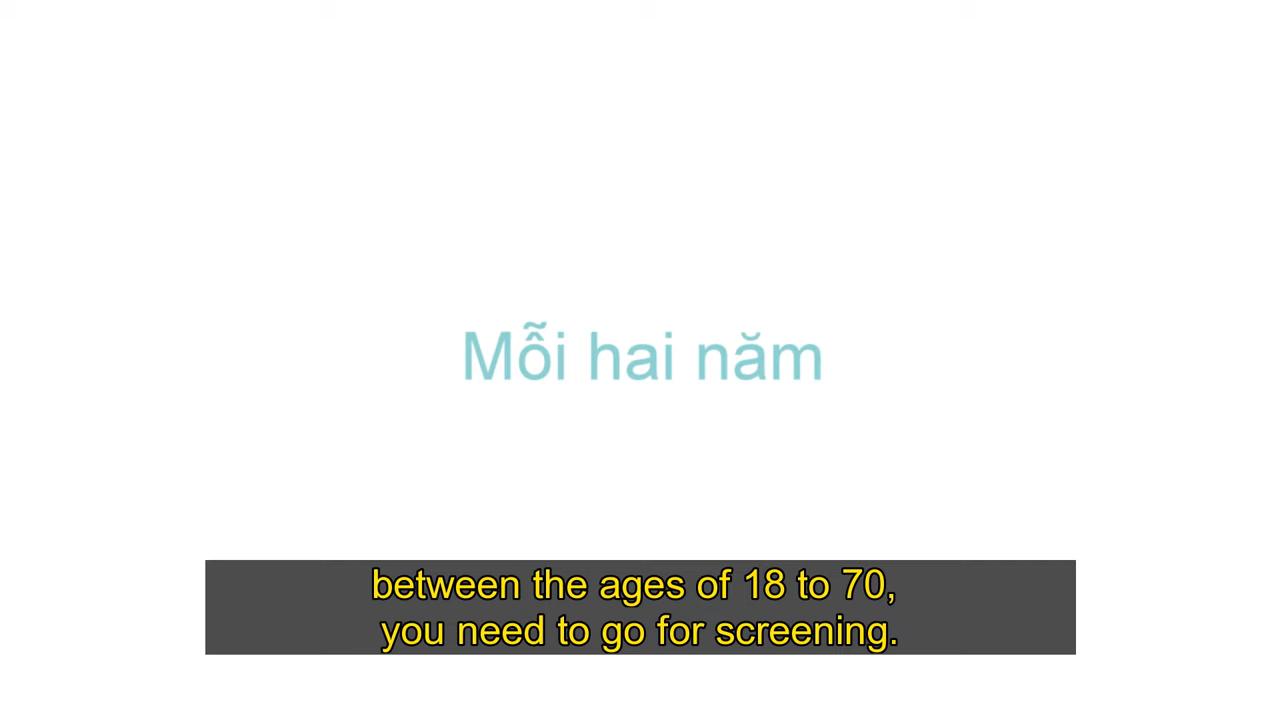 Mỗi hai năm
between the ages of 18 to 70,
you need to go for screening.